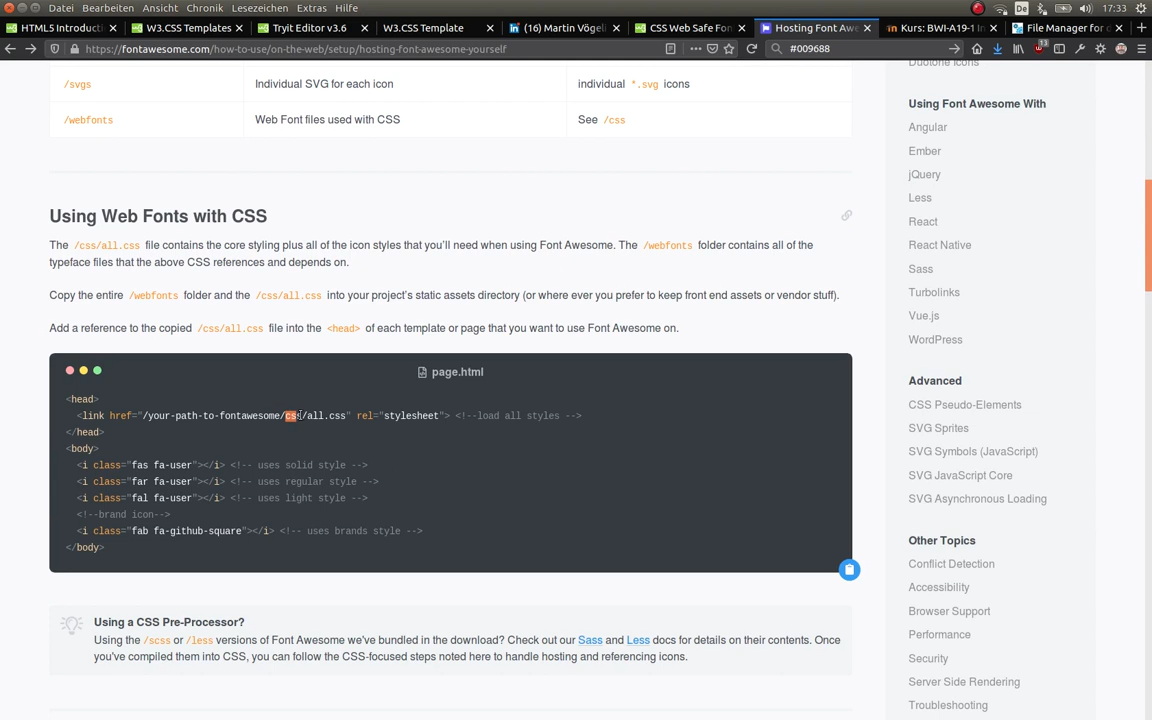 Datei Bearbeiten Ansicht Chronik Lesezeichen Extras Hilfe
De 17:33
HTML5 Introducti
W3.CSS Templates
Tryit Editor v3.6
W3.CSS Template
(16) Martin Vögeli
CSS Web Safe Fon
Hosting Font Awe
Kurs: BWI-A19-1 I
File Manager for
https://fontawesome.com/how-to-use/on-the-web/setup/hosting-font-awesome-yourself
#009688
13
/svgs Individual SVG for each icon individual *.svg icons
/webfonts Web Font files used with CSS See /css
Using Web Fonts with CSS
The /css/all.css file contains the core styling plus all of the icon styles that you’ll need when using Font Awesome. The /webfonts folder contains all of the
typeface files that the above CSS references and depends on.
Copy the entire /webfonts folder and the /css/all.css into your project’s static assets directory (or where ever you prefer to keep front end assets or vendor stuff).
Add a reference to the copied /css/all.css file into the <head> of each template or page that you want to use Font Awesome on.
page.html
<head>
<link href="/your-path-to-fontawesome/css/all.css" rel="stylesheet"> <!--load all styles -->
</head>
<body>
<i class="fas fa-user"></i> <!-- uses solid style -->
<i class="far fa-user"></i> <!-- uses regular style -->
<i class="fal fa-user"></i> <!-- uses light style -->
<!--brand icon-->
<i class="fab fa-github-square"></i> <!-- uses brands style -->
</body>
Using a CSS Pre-Processor?
Using the /scss or /less versions of Font Awesome we've bundled in the download? Check out our Sass and Less docs for details on their contents. Once
you've compiled them into CSS, you can follow the CSS-focused steps noted here to handle hosting and referencing icons.
Duotone Icons
Using Font Awesome With
Angular
Ember
jQuery
Less
React
React Native
Sass
Turbolinks
Vue.js
WordPress
Advanced
CSS Pseudo-Elements
SVG Sprites
SVG Symbols (JavaScript)
SVG JavaScript Core
SVG Asynchronous Loading
Other Topics
Conflict Detection
Accessibility
Browser Support
Performance
Security
Server Side Rendering
Troubleshooting